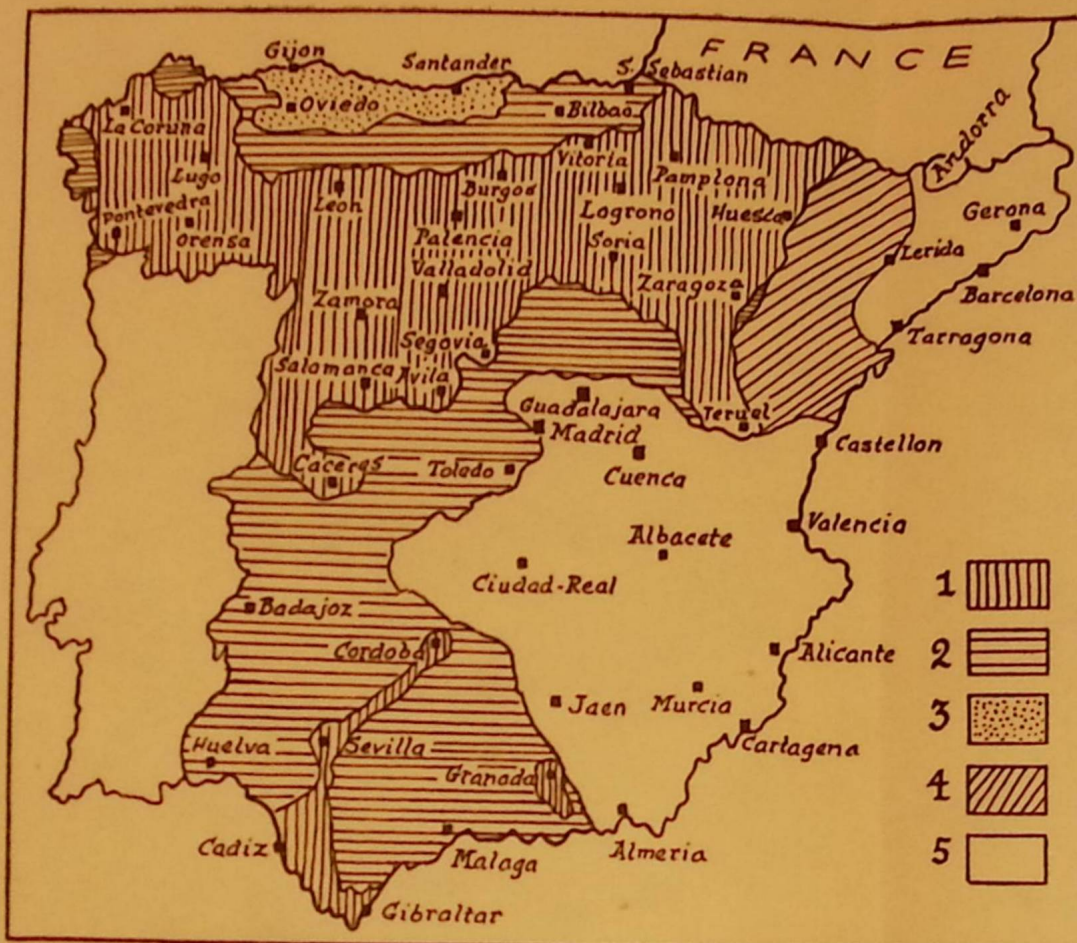 FRANCE
Gijon
Santander
S. Sebastian
Oviedo
Bilbao
La Coruna
Andorra
Vitoria
Lugo
Burgos
Pamplona
Leon
Logrono
Huesca
Gerona
Pontevedra
Orensa
Palencia
Soria
Lerida
Valladolid
Zaragoza
Barcelona
Zamora
Tarragona
Segovia
Salamanca
Avila
Guadalajara
Teruel
Madrid
Castellon
Caceres
Toledo
Cuenca
Valencia
Albacete
Ciudad-Real
1
Badajoz
2
Cordoba
Alicante
3
Jaen
Murcia
Huelva
Sevilla
Cartagena
Granada
4
Cadiz
Malaga
Almeria
5
Gibraltar